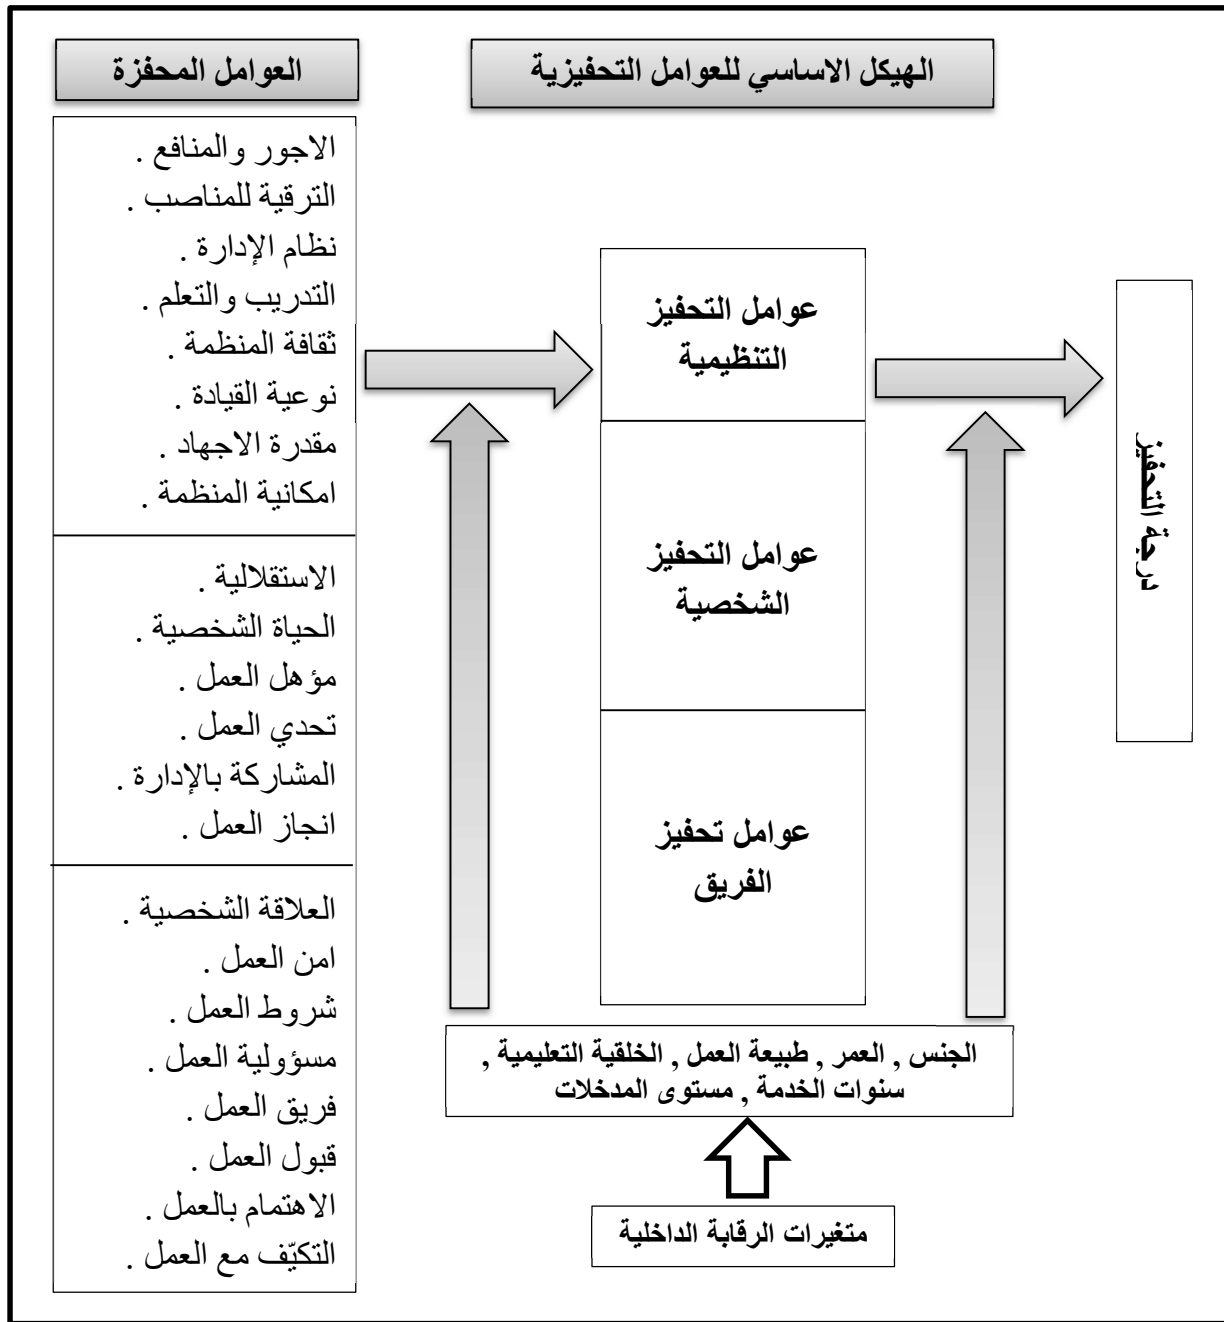 العوامل المحفزة
الهيكل الاساسي للعوامل التحفيزية
الاجور والمنافع .
الترقية للمناصب .
نظام الإدارة .
التدريب والتعلم .
ثقافة المنظمة .
نوعية القيادة .
مقدرة الاجهاد .
امكانية المنظمة .
الاستقلالية .
الحياة الشخصية .
مؤهل العمل .
تحدي العمل .
المشاركة بالإدارة .
انجاز العمل .
العلاقة الشخصية .
امن العمل .
شروط العمل .
مسؤولية العمل .
فريق العمل .
قبول العمل .
الاهتمام بالعمل .
التكيّف مع العمل .
عوامل التحفيز
التنظيمية
عوامل التحفيز
الشخصية
عوامل تحفيز
الفريق
درجة التحفيز
الجنس , العمر , طبيعة العمل , الخلقية التعليمية ,
سنوات الخدمة , مستوى المدخلات
متغيرات الرقابة الداخلية